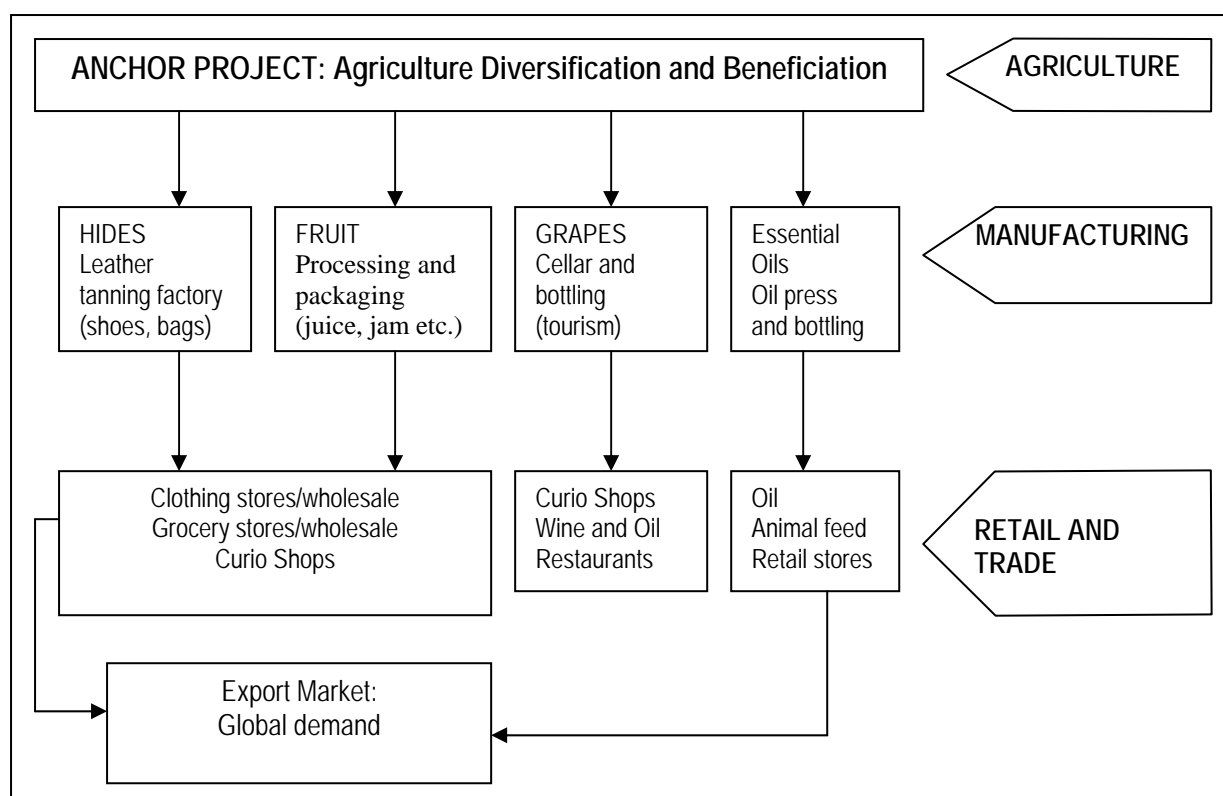 ANCHOR PROJECT: Agriculture Diversification and Beneficiation
AGRICULTURE
HIDES
Leather
tanning factory
(shoes, bags)
FRUIT
Processing and
packaging
(juice, jam etc.)
GRAPES
Cellar and
bottling
(tourism)
Essential
Oils
Oil press
and bottling
MANUFACTURING
Clothing stores/wholesale
Grocery stores/wholesale
Curio Shops
Curio Shops
Wine and Oil
Restaurants
Oil
Animal feed
Retail stores
RETAIL AND
TRADE
Export Market:
Global demand